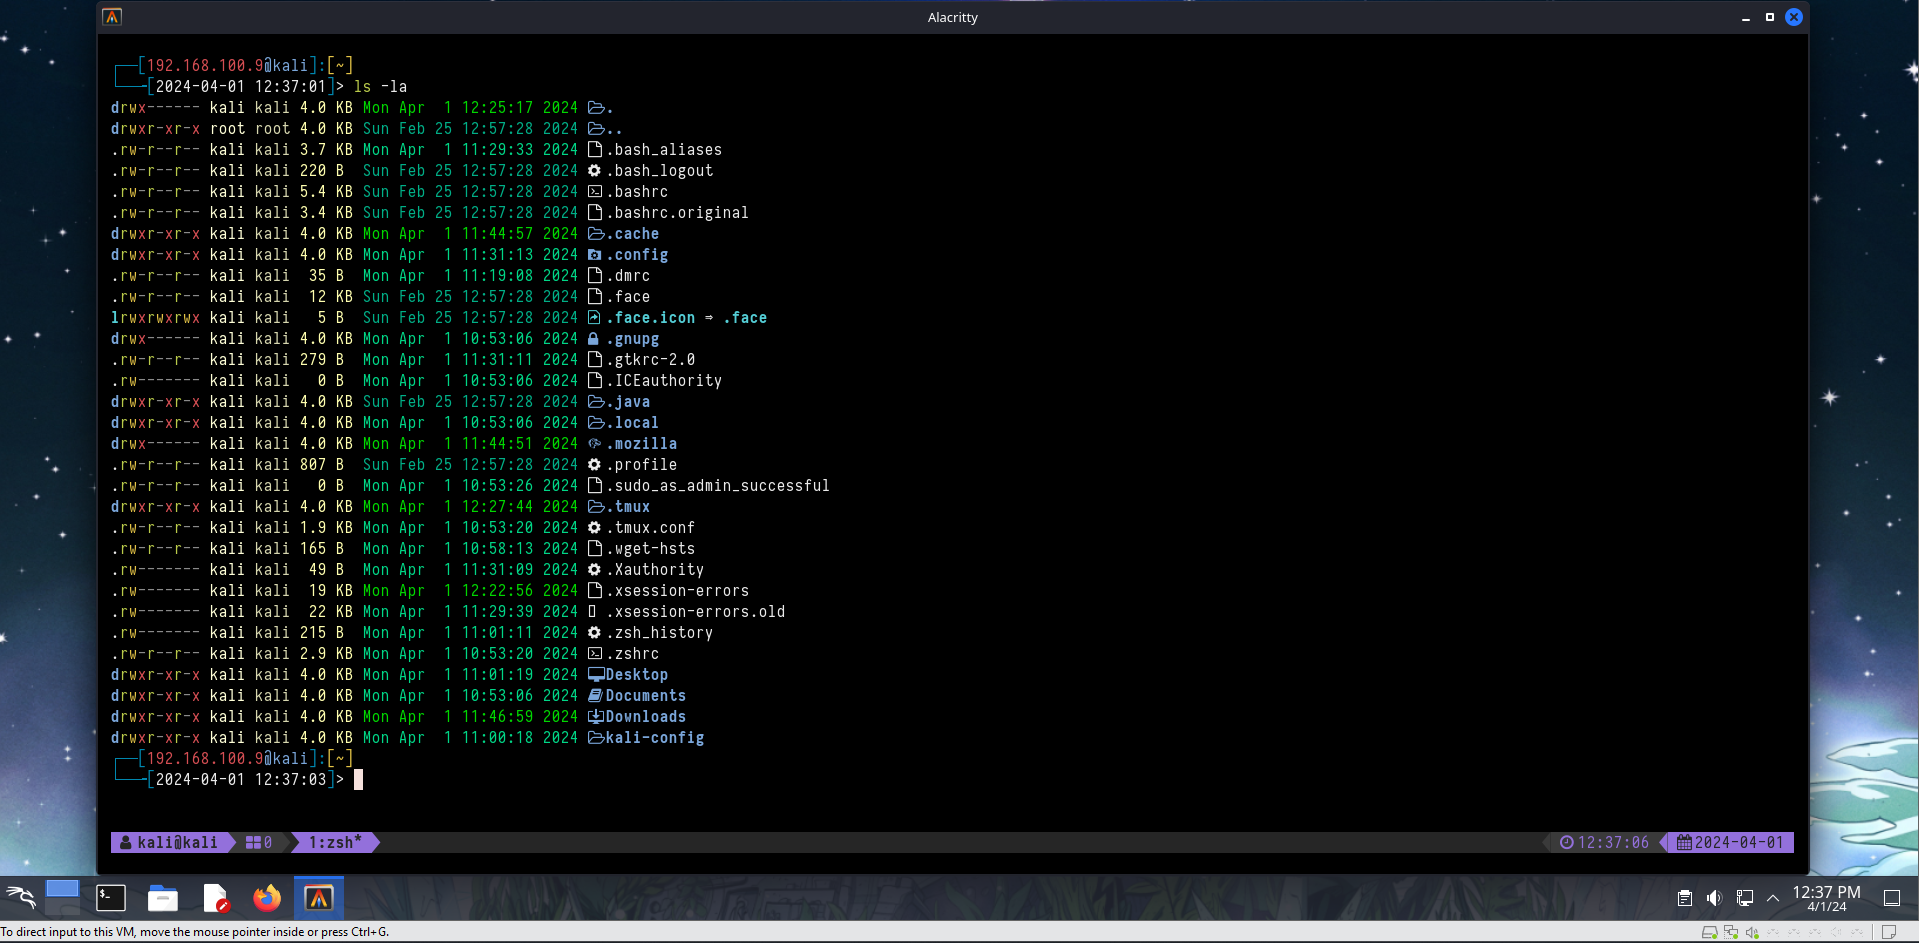 Alacritty
[192.168.100.9@kali]:[~]
[2024-04-01 12:37:01]> ls -la
drwx------ kali kali 4.0 KB Mon Apr  1 12:25:17 2024 .
drwxr-xr-x root root 4.0 KB Sun Feb 25 12:57:28 2024 ..
.rw-r--r-- kali kali 3.7 KB Mon Apr  1 11:29:33 2024 .bash_aliases
.rw-r--r-- kali kali 220 B  Sun Feb 25 12:57:28 2024 .bash_logout
.rw-r--r-- kali kali 5.4 KB Sun Feb 25 12:57:28 2024 .bashrc
.rw-r--r-- kali kali 3.4 KB Sun Feb 25 12:57:28 2024 .bashrc.original
drwxr-xr-x kali kali 4.0 KB Mon Apr  1 11:44:57 2024 .cache
drwxr-xr-x kali kali 4.0 KB Mon Apr  1 11:31:13 2024 .config
.rw-r--r-- kali kali  35 B  Mon Apr  1 11:19:08 2024 .dmrc
.rw-r--r-- kali kali  12 KB Sun Feb 25 12:57:28 2024 .face
lrwxrwxrwx kali kali   5 B  Sun Feb 25 12:57:28 2024 .face.icon ⇒ .face
drwx------ kali kali 4.0 KB Mon Apr  1 10:53:06 2024 .gnupg
.rw-r--r-- kali kali 279 B  Mon Apr  1 11:31:11 2024 .gtkrc-2.0
.rw------- kali kali   0 B  Mon Apr  1 10:53:06 2024 .ICEauthority
drwxr-xr-x kali kali 4.0 KB Sun Feb 25 12:57:28 2024 .java
drwxr-xr-x kali kali 4.0 KB Mon Apr  1 10:53:06 2024 .local
drwx------ kali kali 4.0 KB Mon Apr  1 11:44:51 2024 .mozilla
.rw-r--r-- kali kali 807 B  Sun Feb 25 12:57:28 2024 .profile
.rw-r--r-- kali kali   0 B  Mon Apr  1 10:53:26 2024 .sudo_as_admin_successful
drwxr-xr-x kali kali 4.0 KB Mon Apr  1 12:27:44 2024 .tmux
.rw-r--r-- kali kali 1.9 KB Mon Apr  1 10:53:20 2024 .tmux.conf
.rw-r--r-- kali kali 165 B  Mon Apr  1 10:58:13 2024 .wget-hsts
.rw------- kali kali  49 B  Mon Apr  1 11:31:09 2024 .Xauthority
.rw------- kali kali  19 KB Mon Apr  1 12:22:56 2024 .xsession-errors
.rw------- kali kali  22 KB Mon Apr  1 11:29:39 2024 .xsession-errors.old
.rw------- kali kali 215 B  Mon Apr  1 11:01:11 2024 .zsh_history
.rw-r--r-- kali kali 2.9 KB Mon Apr  1 10:53:20 2024 .zshrc
drwxr-xr-x kali kali 4.0 KB Mon Apr  1 11:01:19 2024 Desktop
drwxr-xr-x kali kali 4.0 KB Mon Apr  1 10:53:06 2024 Documents
drwxr-xr-x kali kali 4.0 KB Mon Apr  1 11:46:59 2024 Downloads
drwxr-xr-x kali kali 4.0 KB Mon Apr  1 11:00:18 2024 kali-config
[192.168.100.9@kali]:[~]
[2024-04-01 12:37:03]>
kali@kali 0 1:zsh* 12:37:06 2024-04-01
12:37 PM
4/1/24
To direct input to this VM, move the mouse pointer inside or press Ctrl+G.